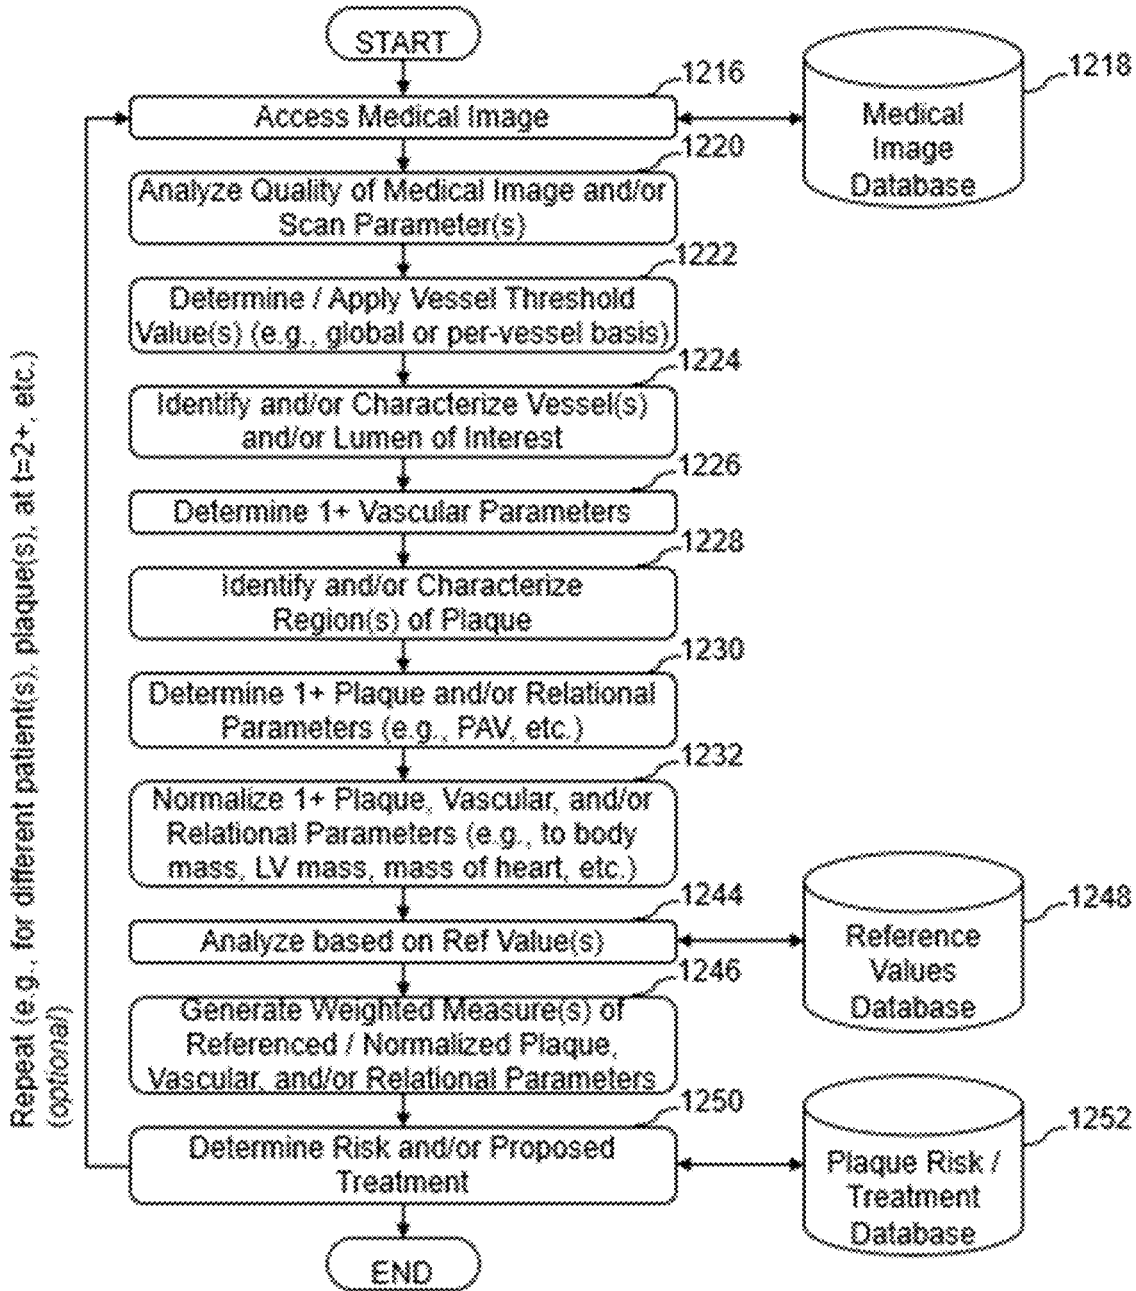 START
1216
Access Medical Image
1218
Medical
Image
Database
1220
Analyze Quality of Medical Image and/or
Scan Parameter(s)
1222
Determine / Apply Vessel Threshold
Value(s) (e.g., global or per-vessel basis)
1224
Identify and/or Characterize Vessel(s)
and/or Lumen of Interest
1226
Determine 1+ Vascular Parameters
1228
Identify and/or Characterize
Region(s) of Plaque
1230
Determine 1+ Plaque and/or Relational
Parameters (e.g., PAV, etc.)
1232
Normalize 1+ Plaque, Vascular, and/or
Relational Parameters (e.g., to body
mass, LV mass, mass of heart, etc.)
1244
Analyze based on Ref Value(s)
1248
Reference
Values
Database
1246
Generate Weighted Measure(s) of
Referenced / Normalized Plaque,
Vascular, and/or Relational Parameters
1250
Determine Risk and/or Proposed
Treatment
1252
Plaque Risk /
Treatment
Database
END
Repeat (e.g., for different patient(s), plaque(s), at t=2+, etc.)
(optional)